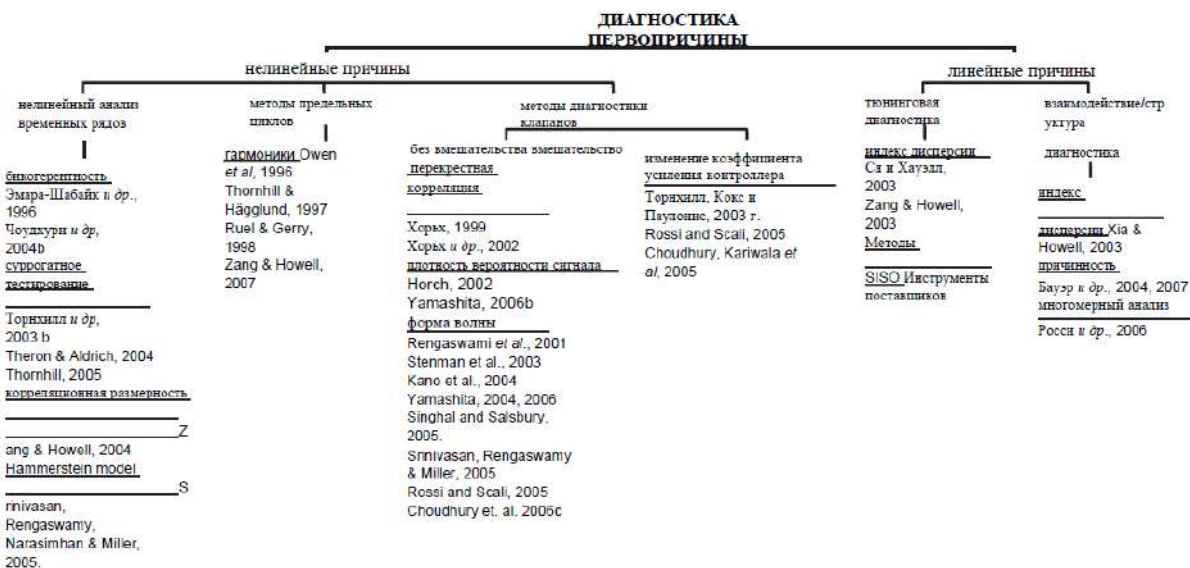 ДИАГНОСТИКА
ПЕРВОПРИЧИНЫ
нелинейные причины
нелинейный анализ
временных рядов
бикогерентность
Эмара-Шабайк и др.,
1996
Чоудхури и др,
2004b
суррогатное
тестирование
Торнхилл и др,
2003 b
Theron & Aldrich, 2004
Thornhill, 2005
корреляционная размерность
Z
ang & Howell, 2004
Hammerstein model
S
rinivasan,
Rengaswamy,
Narasimhan & Miller,
2005.
методы предельных
циклов
гармоники Owen
et al, 1996
Thornhill &
Hägglund, 1997
Ruel & Gerry,
1998
Zang & Howell,
2007
методы диагностики
клапанов
без вмешательства вмешательство
перекрестная
корреляция
Хорьх, 1999
Хорьх и др., 2002
плотность вероятности сигнала
Horch, 2002
Yamashita, 2006b
форма волны
Rengaswami et al., 2001
Stenman et al., 2003
Kano et al., 2004
Yamashita, 2004, 2006
Singhal and Salsbury,
2005.
Srinivasan, Rengaswamy
& Miller, 2005
Rossi and Scali, 2005
Choudhury et. al. 2006c
изменение коэффициента
усиления контроллера
Торнхилл, Кокс и
Паулонис, 2003 г.
Rossi and Scali, 2005
Choudhury, Kariwala et
al, 2005
линейные причины
тюнинговая
диагностика
индекс дисперсии
Ся и Хауэлл,
2003
Zang & Howell,
2003
Методы
SISO Инструменты
поставщиков
взаимодействие/стр
уктура
диагностика
индекс
дисперсии Xia &
Howell, 2003
причинность
Бауэр и др., 2004, 2007
многомерный анализ
Росси и др., 2006